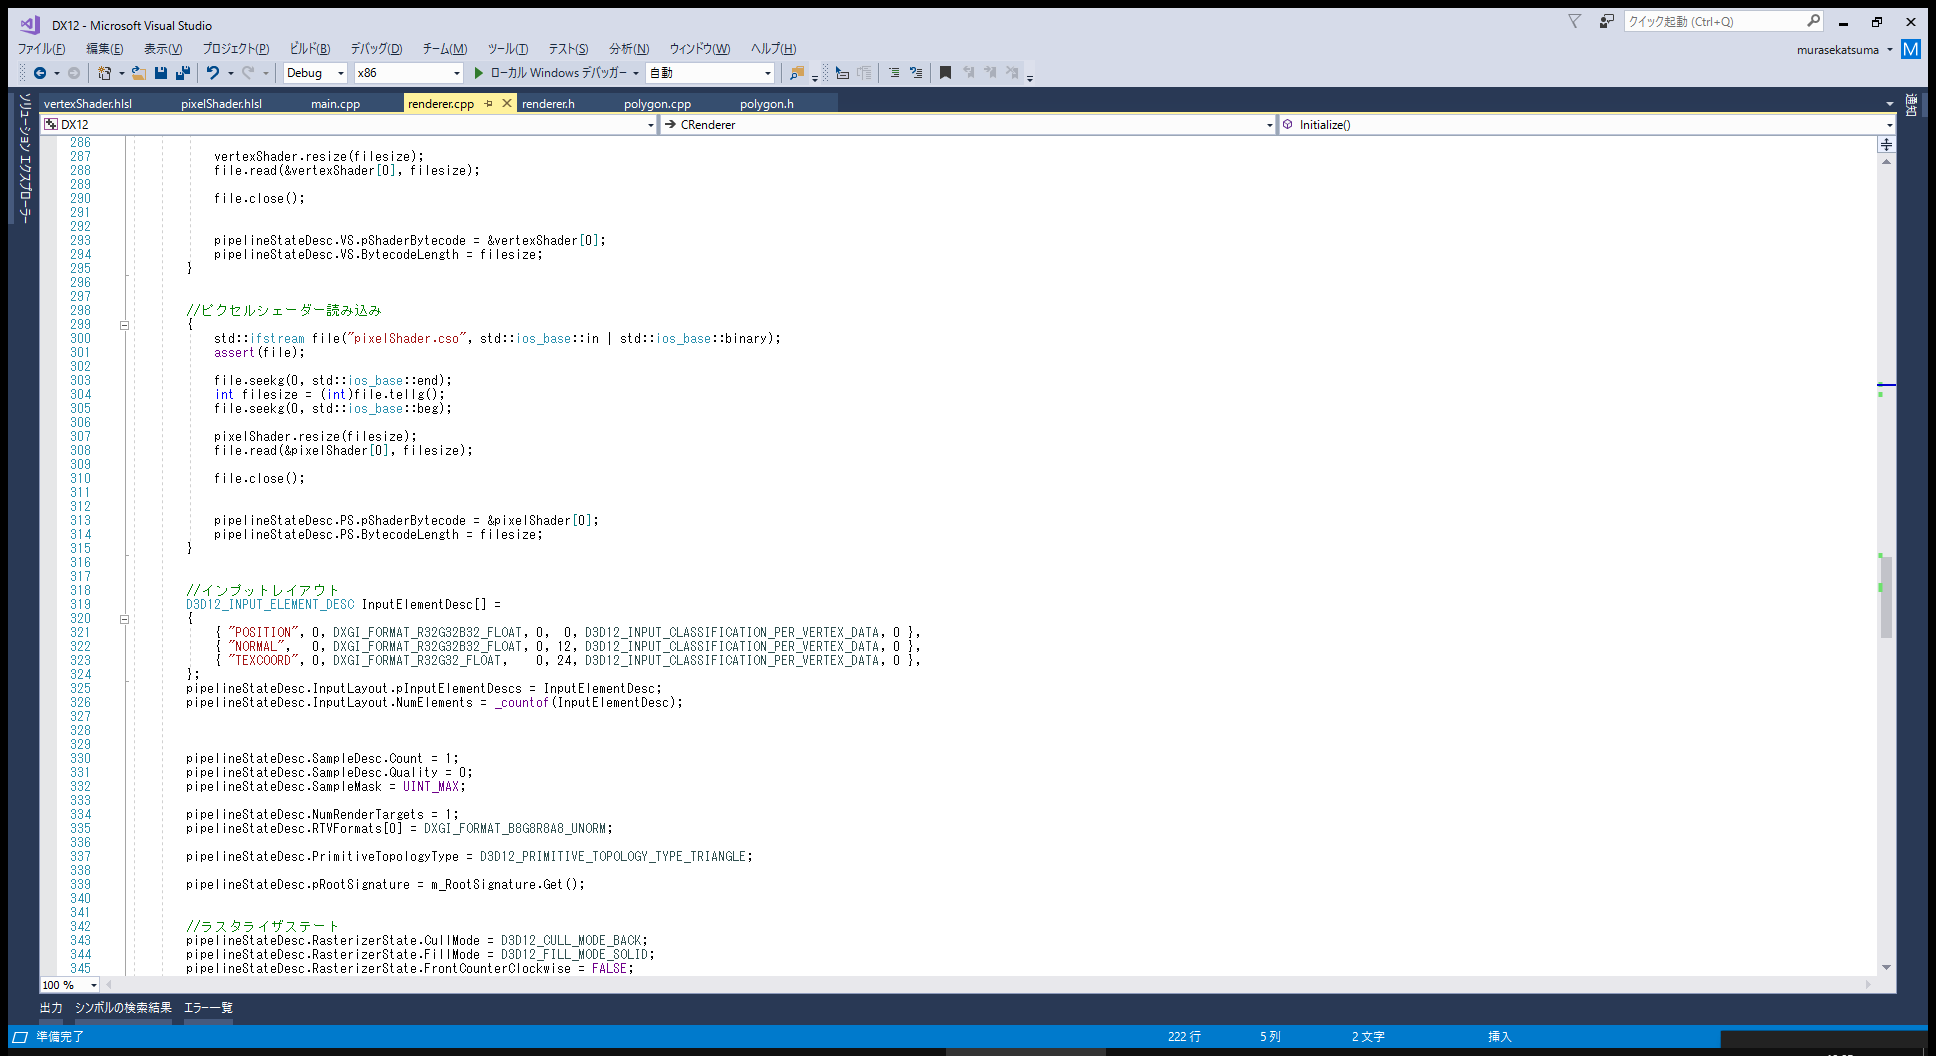 DX12 - Microsoft Visual Studio
クイック起動 (Ctrl+Q)
ファイル(F) 編集(E) 表示(V) プロジェクト(P) ビルド(B) デバッグ(D) チーム(M) ツール(T) テスト(S) 分析(N) ウィンドウ(W) ヘルプ(H)
murasekatsuma M
Debug x86 ローカル Windows デバッガー 自動
ソリューション エクスプローラー
通知
vertexShader.hlsl pixelShader.hlsl main.cpp renderer.cpp renderer.h polygon.cpp polygon.h
DX12 CRenderer Initialize()
286
287 vertexShader.resize(filesize);
288 file.read(&vertexShader[0], filesize);
289
290 file.close();
291
292
293 pipelineStateDesc.VS.pShaderBytecode = &vertexShader[0];
294 pipelineStateDesc.VS.BytecodeLength = filesize;
295 }
296
297
298 //ピクセルシェーダー読み込み
299 {
300 std::ifstream file("pixelShader.cso", std::ios_base::in | std::ios_base::binary);
301 assert(file);
302
303 file.seekg(0, std::ios_base::end);
304 int filesize = (int)file.tellg();
305 file.seekg(0, std::ios_base::beg);
306
307 pixelShader.resize(filesize);
308 file.read(&pixelShader[0], filesize);
309
310 file.close();
311
312
313 pipelineStateDesc.PS.pShaderBytecode = &pixelShader[0];
314 pipelineStateDesc.PS.BytecodeLength = filesize;
315 }
316
317
318 //インプットレイアウト
319 D3D12_INPUT_ELEMENT_DESC InputElementDesc[] =
320 {
321 { "POSITION", 0, DXGI_FORMAT_R32G32B32_FLOAT, 0, 0, D3D12_INPUT_CLASSIFICATION_PER_VERTEX_DATA, 0 },
322 { "NORMAL", 0, DXGI_FORMAT_R32G32B32_FLOAT, 0, 12, D3D12_INPUT_CLASSIFICATION_PER_VERTEX_DATA, 0 },
323 { "TEXCOORD", 0, DXGI_FORMAT_R32G32_FLOAT, 0, 24, D3D12_INPUT_CLASSIFICATION_PER_VERTEX_DATA, 0 },
324 };
325 pipelineStateDesc.InputLayout.pInputElementDescs = InputElementDesc;
326 pipelineStateDesc.InputLayout.NumElements = _countof(InputElementDesc);
327
328
329
330 pipelineStateDesc.SampleDesc.Count = 1;
331 pipelineStateDesc.SampleDesc.Quality = 0;
332 pipelineStateDesc.SampleMask = UINT_MAX;
333
334 pipelineStateDesc.NumRenderTargets = 1;
335 pipelineStateDesc.RTVFormats[0] = DXGI_FORMAT_B8G8R8A8_UNORM;
336
337 pipelineStateDesc.PrimitiveTopologyType = D3D12_PRIMITIVE_TOPOLOGY_TYPE_TRIANGLE;
338
339 pipelineStateDesc.pRootSignature = m_RootSignature.Get();
340
341
342 //ラスタライザステート
343 pipelineStateDesc.RasterizerState.CullMode = D3D12_CULL_MODE_BACK;
344 pipelineStateDesc.RasterizerState.FillMode = D3D12_FILL_MODE_SOLID;
345 pipelineStateDesc.RasterizerState.FrontCounterClockwise = FALSE;
100 %
出力 シンボルの検索結果 エラー一覧
準備完了 222 行 5 列 2 文字 挿入